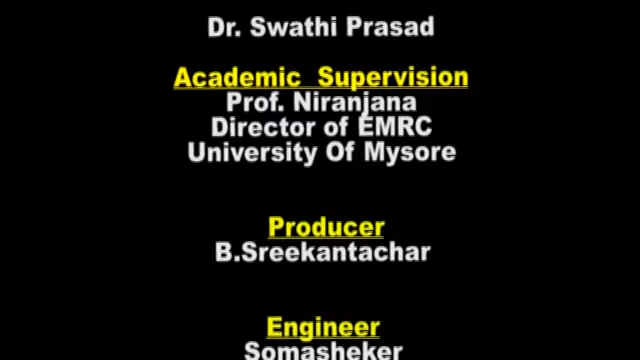 Dr. Swathi Prasad
Academic Supervision
Prof. Niranjana
Director of EMRC
University Of Mysore
Producer
B.Sreekantachar
Engineer
Somasheker